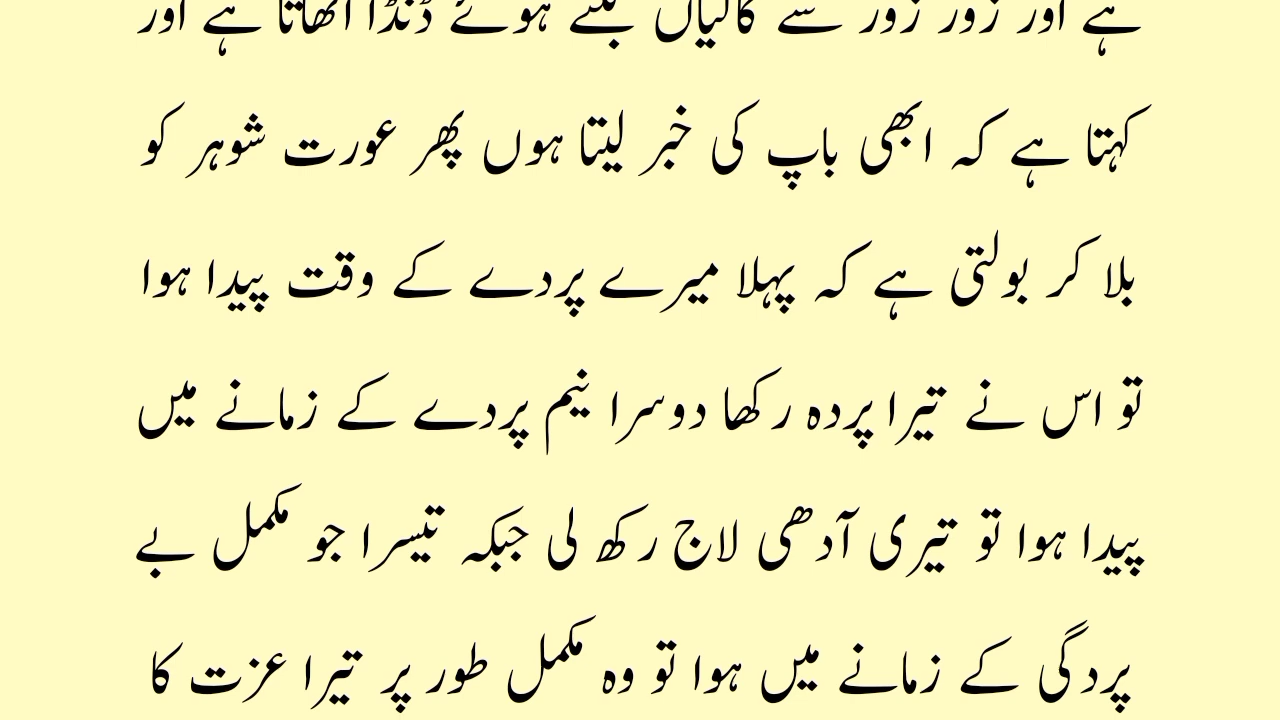 ہے اور زور زور سے گالیاں بکتے ہوئے ڈنڈا اٹھاتا ہے اور
کہتا ہے کہ ابھی باپ کی خبر لیتا ہوں پھر عورت شوہر کو
بلا کر بولتی ہے کہ پہلا میرے پردے کے وقت پیدا ہوا
تو اس نے تیرا پردہ رکھا دوسرا نیم پردے کے زمانے میں
پیدا ہوا تو تیری آدھی لاج رکھ لی جبکہ تیسرا جو مکمل بے
پردگی کے زمانے میں ہوا تو وہ مکمل طور پر تیرا عزت کا